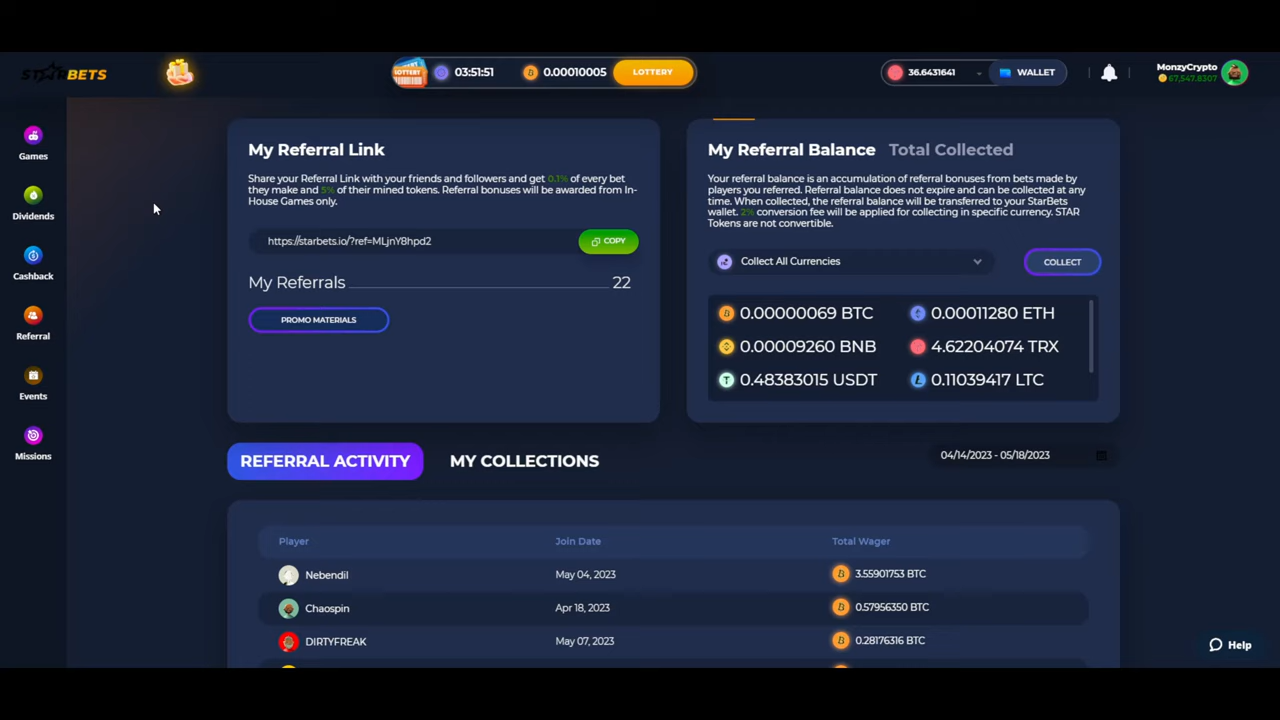 STARBETS
LOTTERY
03:51:51
0.00010005
LOTTERY
36.6431641
WALLET
MonzyCrypto
67,547.8307
Games
Dividends
Cashback
Referral
Events
Missions
My Referral Link
Share your Referral Link with your friends and followers and get 0.1% of every bet
they make and 5% of their mined tokens. Referral bonuses will be awarded from In-
House Games only.
https://starbets.io/?ref=MLjnY8hpd2
COPY
My Referrals 22
PROMO MATERIALS
My Referral Balance Total Collected
Your referral balance is an accumulation of referral bonuses from bets made by
players you referred. Referral balance does not expire and can be collected at any
time. When collected, the referral balance will be transferred to your StarBets
wallet. 2% conversion fee will be applied for collecting in specific currency. STAR
Tokens are not convertible.
Collect All Currencies
COLLECT
0.00000069 BTC 0.00011280 ETH
0.00009260 BNB 4.62204074 TRX
0.48383015 USDT 0.11039417 LTC
REFERRAL ACTIVITY MY COLLECTIONS
04/14/2023 - 05/18/2023
Player Join Date Total Wager
Nebendil May 04, 2023 3.55901753 BTC
Chaospin Apr 18, 2023 0.57956350 BTC
DIRTYFREAK May 07, 2023 0.28176316 BTC
Help